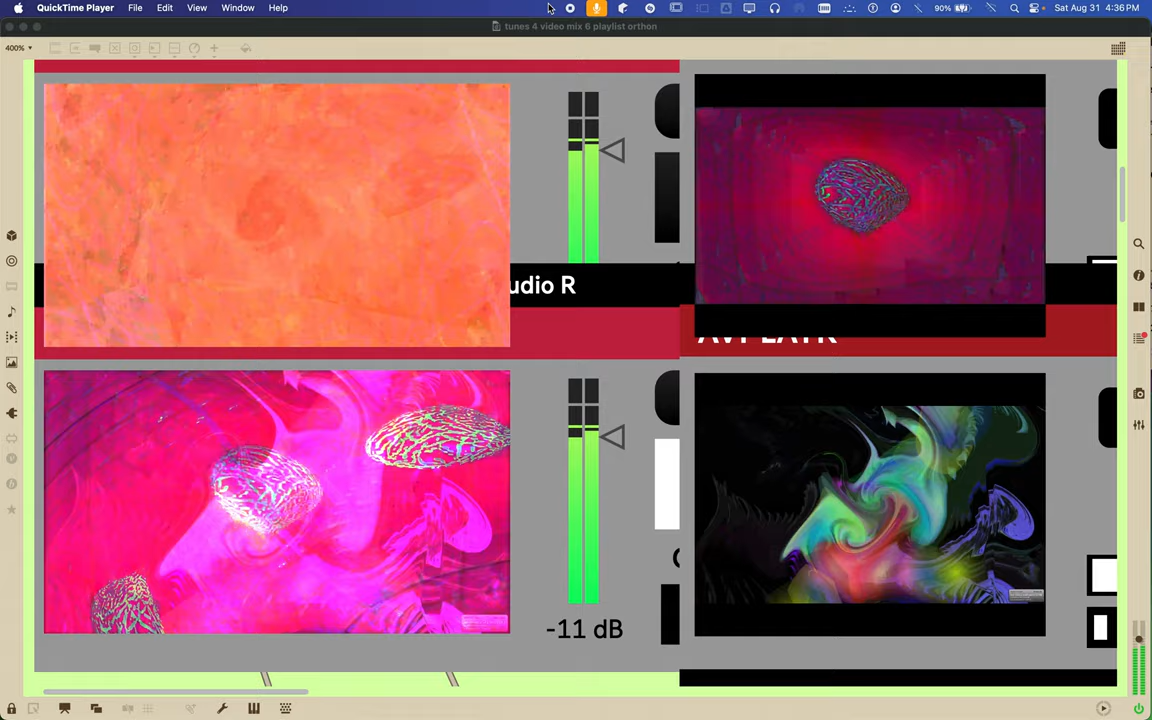 QuickTime Player File Edit View Window Help 90% Sat Aug 31 4:36 PM
tunes 4 video mix 6 playlist orthon
400%
udio R
-11 dB